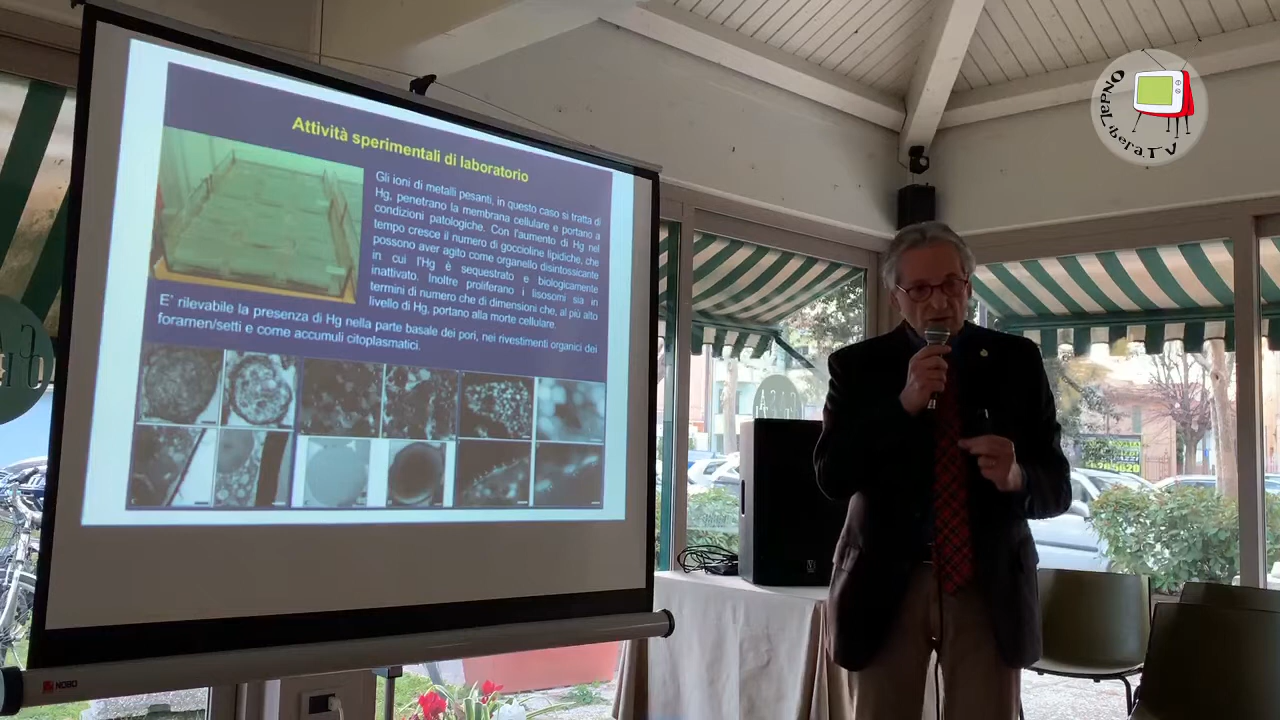 Attività sperimentali di laboratorio
Gli ioni di metalli pesanti, in questo caso si tratta di
Hg, penetrano la membrana cellulare e portano a
condizioni patologiche. Con l'aumento di Hg nel
tempo cresce il numero di goccioline lipidiche, che
possono aver agito come organello disintossicante
in cui l'Hg è sequestrato e biologicamente
inattivato. Inoltre proliferano i lisosomi sia in
termini di numero che di dimensioni che, al più alto
livello di Hg, portano alla morte cellulare.
E' rilevabile la presenza di Hg nella parte basale dei pori, nei rivestimenti organici dei
foramen/setti e come accumuli citoplasmatici.
NOBO